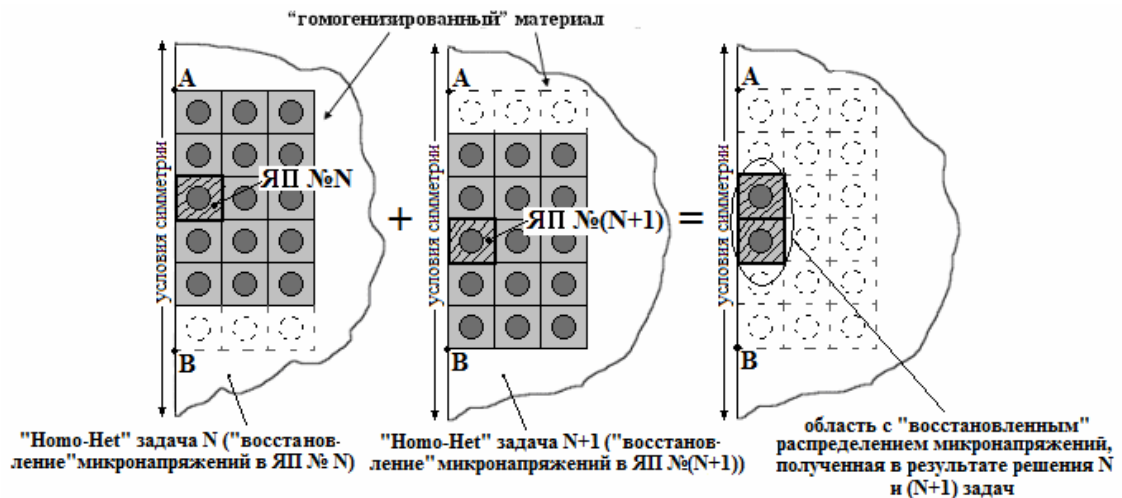 “гомогенизированный” материал
A
условия симметрии
ЯП №N
B
"Homo-Het" задача N ("восстанов-
ление"микронапряжений в ЯП № N)
+
A
условия симметрии
ЯП №(N+1)
B
"Homo-Het" задача N+1 ("восстанов-
ление"микронапряжений в ЯП №(N+1))
=
A
условия симметрии
B
область с "восстановленным"
распределением микронапряжений,
полученная в результате решения N
и (N+1) задач